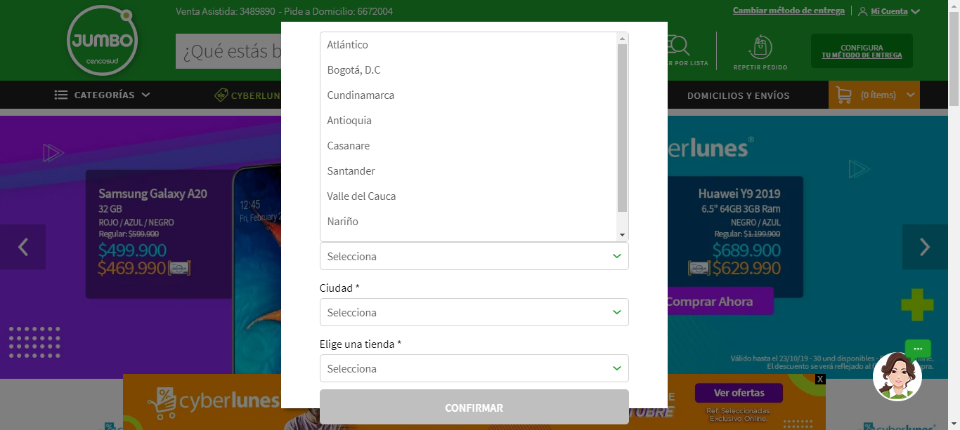 Venta Asistida: 3489890 - Pide a Domicilio: 6672004
Cambiar método de entrega
Mi Cuenta
JUMBO
cencosud
¿Qué estás b
R POR LISTA
REPETIR PEDIDO
CONFIGURA
TU MÉTODO DE ENTREGA
CATEGORÍAS
CYBERLUN
DOMICILIOS Y ENVÍOS
(0 ítems)
Atlántico
Bogotá, D.C
Cundinamarca
Antioquia
Casanare
Santander
Valle del Cauca
Nariño
Selecciona
Ciudad *
Selecciona
Elige una tienda *
Selecciona
CONFIRMAR
Samsung Galaxy A20
32 GB
ROJO / AZUL / NEGRO
Regular: $599.900
$499.900
$469.990
12:45
Fri, February 2
erlunes
Huawei Y9 2019
6.5" 64GB 3GB Ram
NEGRO / AZUL
Regular: $1.199.900
$689.900
$629.990
Comprar Ahora
Válido hasta el 23/10/19 - 30 und disponibles -
El descuento se verá reflejado al
X
cyberlunes
Ver ofertas
Ref. Seleccionadas
Exclusivo Online.
cyberlunes